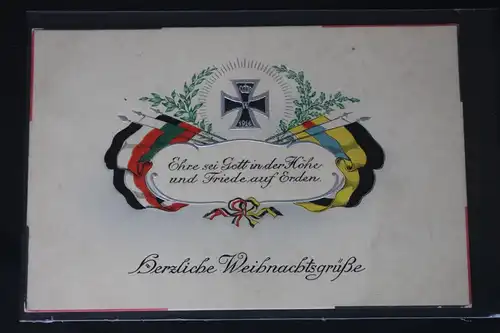 W
1914
Ehre sei Gott in der Höhe
und Friede auf Erden.
Herzliche Weihnachtsgrüße